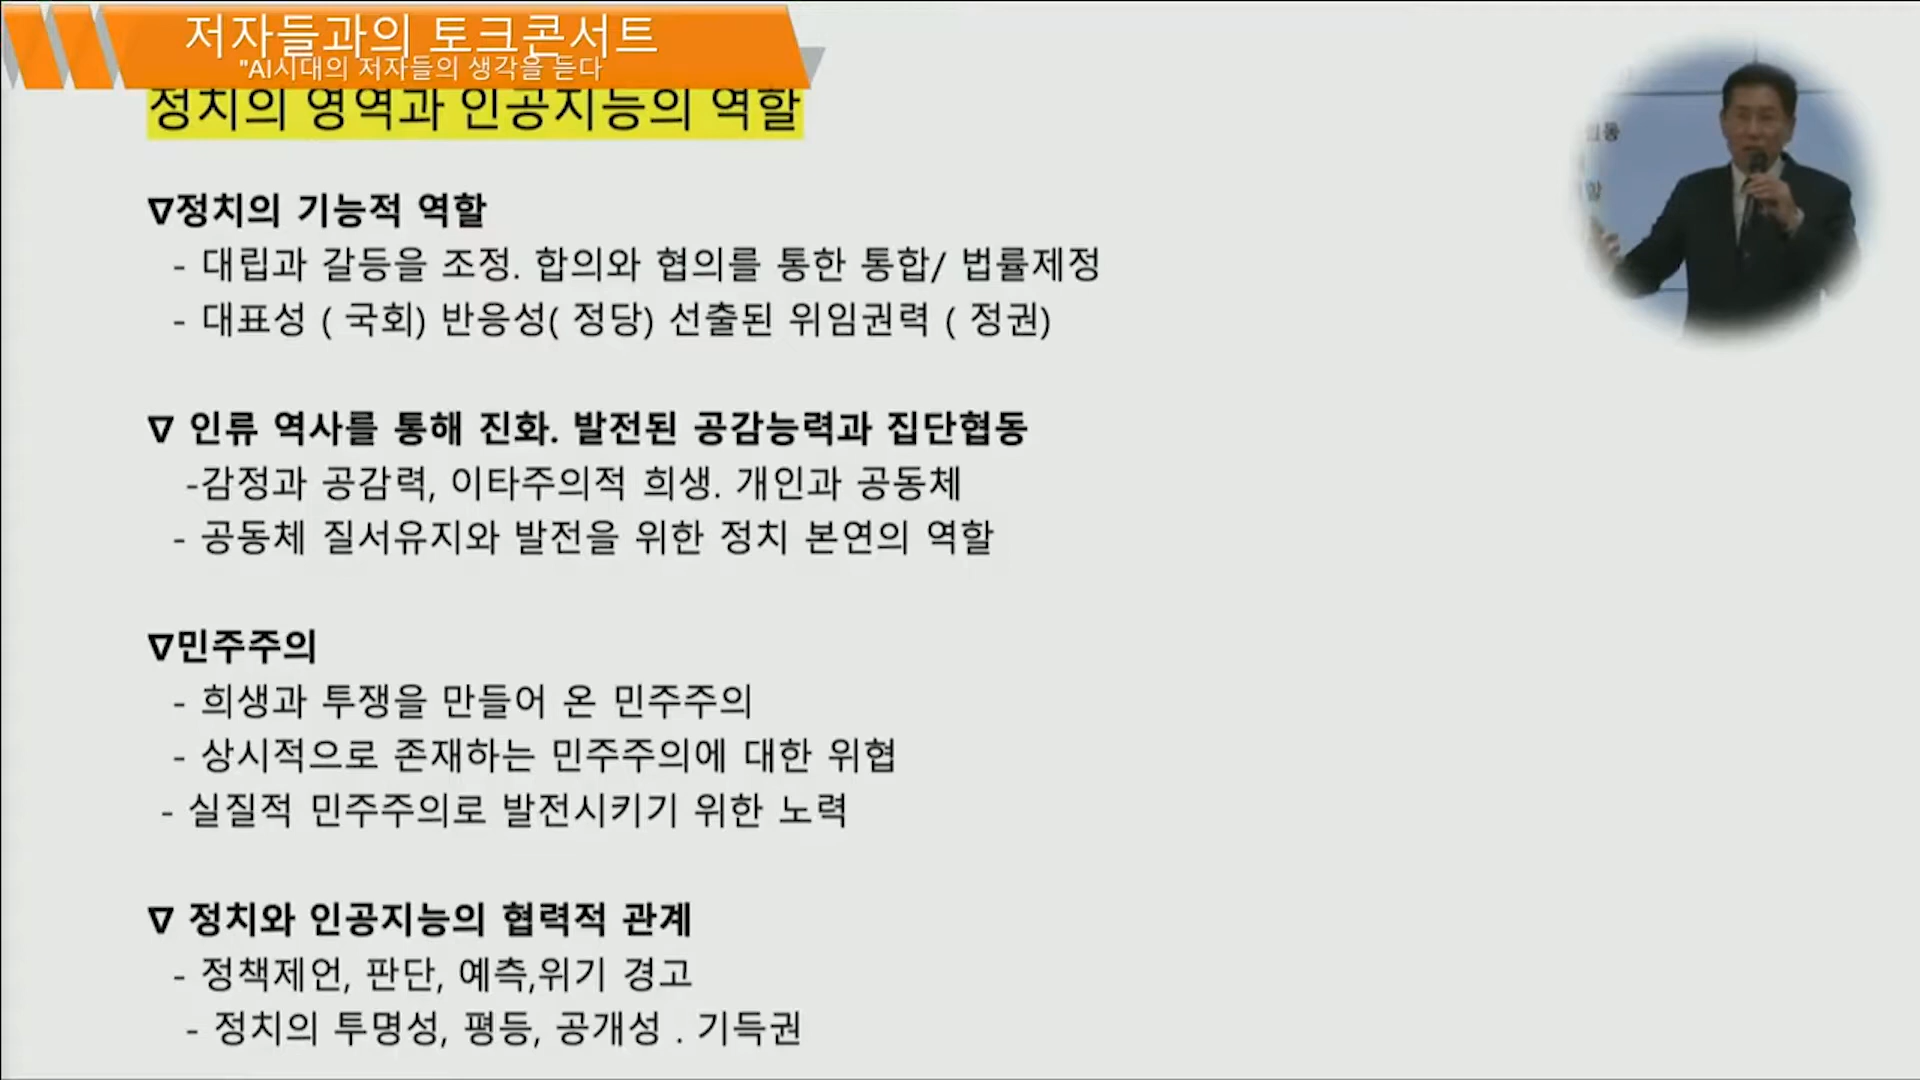 저자들과의 토크콘서트
"AI시대의 저자들의 생각을 듣다
정치의 영역과 인공지능의 역할
∇정치의 기능적 역할
- 대립과 갈등을 조정. 합의와 협의를 통한 통합/ 법률제정
- 대표성 ( 국회) 반응성( 정당) 선출된 위임권력 ( 정권)
∇ 인류 역사를 통해 진화. 발전된 공감능력과 집단협동
-감정과 공감력, 이타주의적 희생. 개인과 공동체
- 공동체 질서유지와 발전을 위한 정치 본연의 역할
∇민주주의
- 희생과 투쟁을 만들어 온 민주주의
- 상시적으로 존재하는 민주주의에 대한 위협
- 실질적 민주주의로 발전시키기 위한 노력
∇ 정치와 인공지능의 협력적 관계
- 정책제언, 판단, 예측,위기 경고
- 정치의 투명성, 평등, 공개성 . 기득권